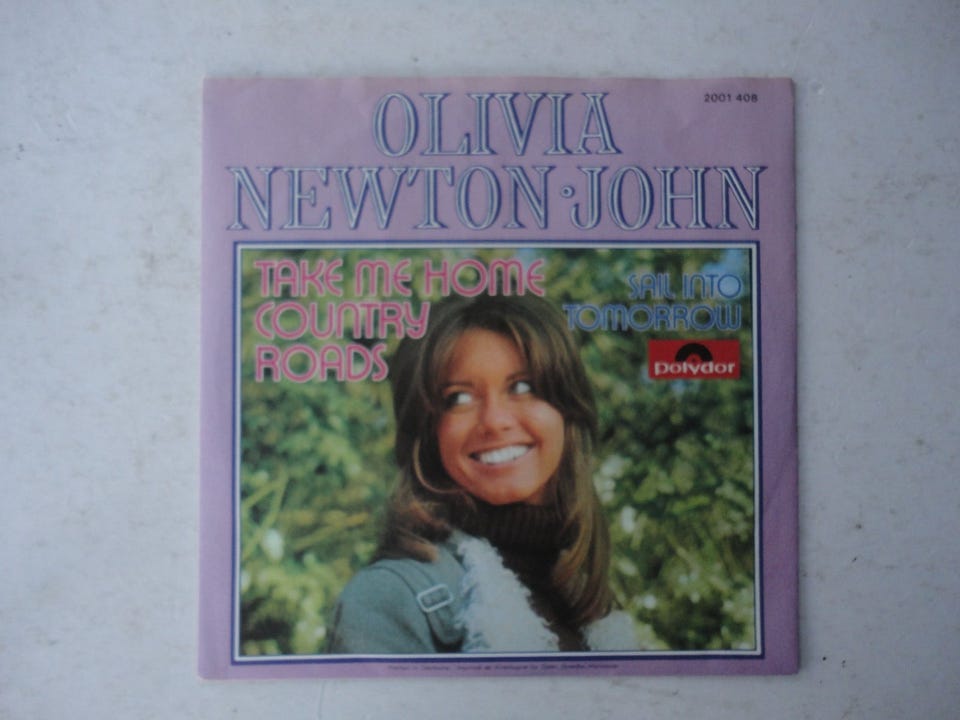 2001 408
OLIVIA
NEWTON·JOHN
TAKE ME HOME
COUNTRY
ROADS
SAIL INTO
TOMORROW
polydor